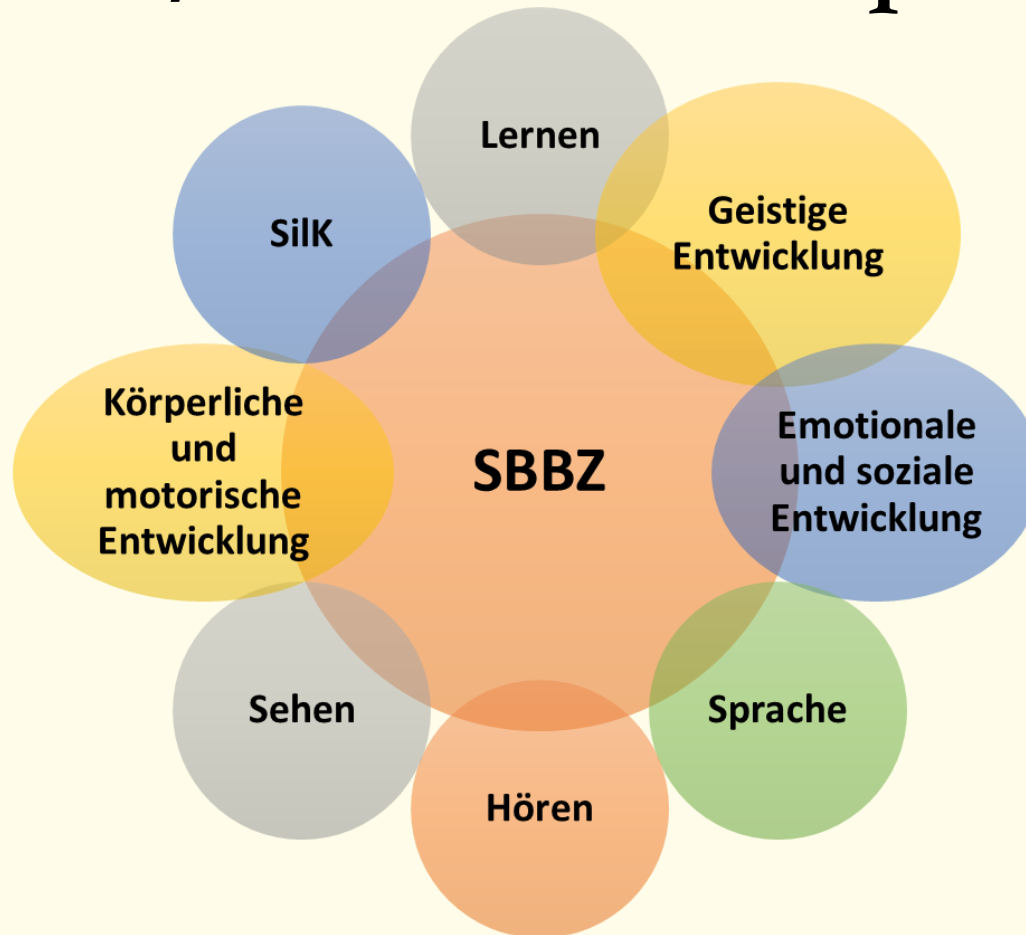 Lernen
Geistige
Entwicklung
SilK
Körperliche
und
motorische
Entwicklung
SBBZ
Emotionale
und soziale
Entwicklung
Sehen
Sprache
Hören